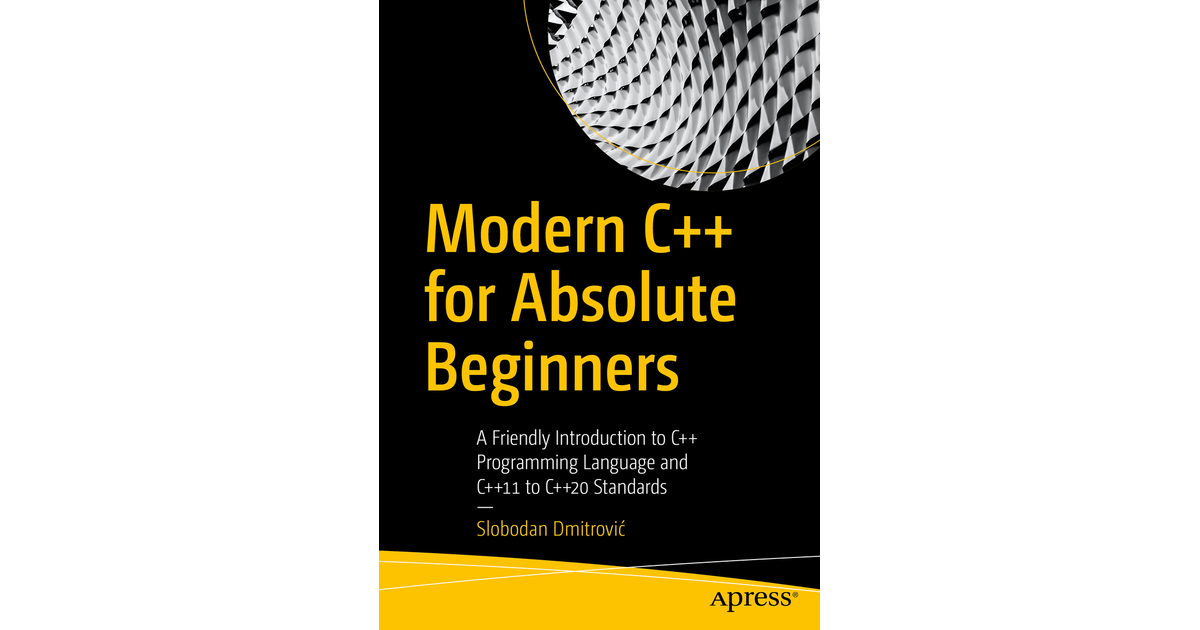 Modern C++
for Absolute
Beginners
A Friendly Introduction to C++
Programming Language and
C++11 to C++20 Standards
—
Slobodan Dmitrović
Apress®